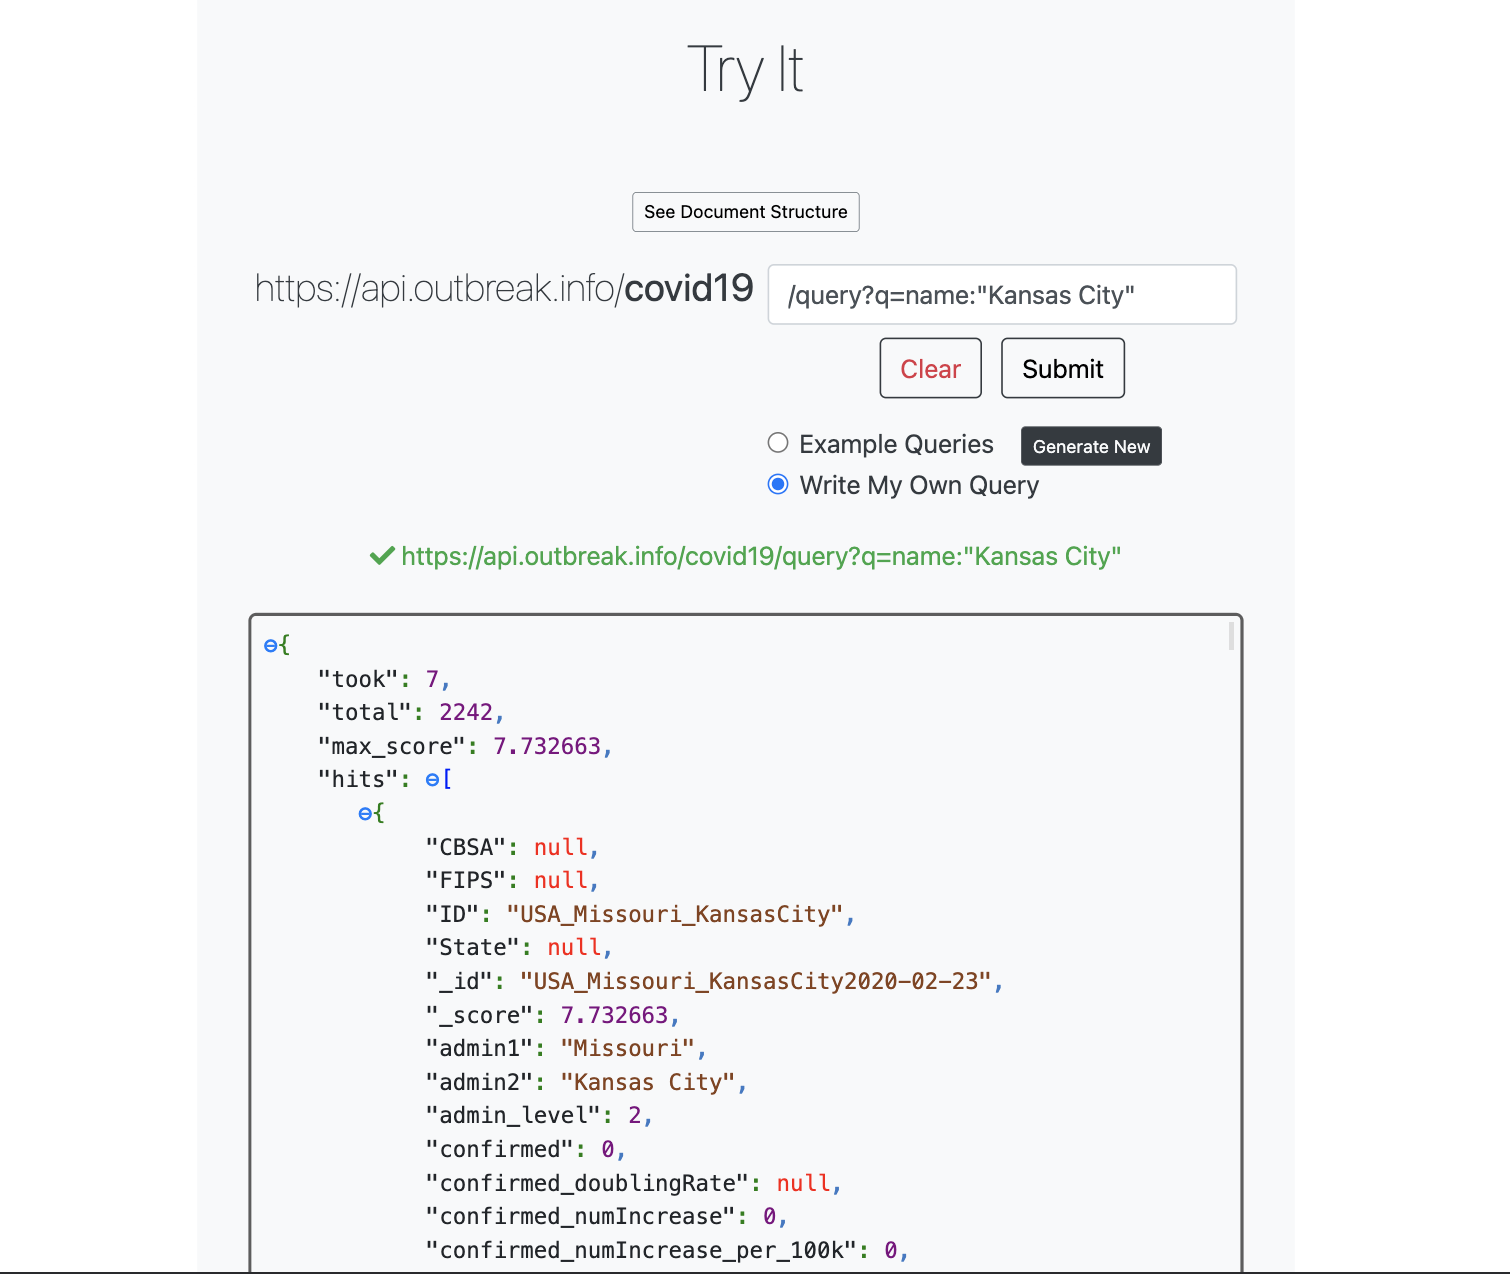 Try It
See Document Structure
https://api.outbreak.info/covid19 /query?q=name:"Kansas City"
Clear Submit
Example Queries Generate New
Write My Own Query
https://api.outbreak.info/covid19/query?q=name:"Kansas City"
{
"took": 7,
"total": 2242,
"max_score": 7.732663,
"hits": [
{
"CBSA": null,
"FIPS": null,
"ID": "USA_Missouri_KansasCity",
"State": null,
"_id": "USA_Missouri_KansasCity2020-02-23",
"_score": 7.732663,
"admin1": "Missouri",
"admin2": "Kansas City",
"admin_level": 2,
"confirmed": 0,
"confirmed_doublingRate": null,
"confirmed_numIncrease": 0,
"confirmed_numIncrease_per_100k": 0,